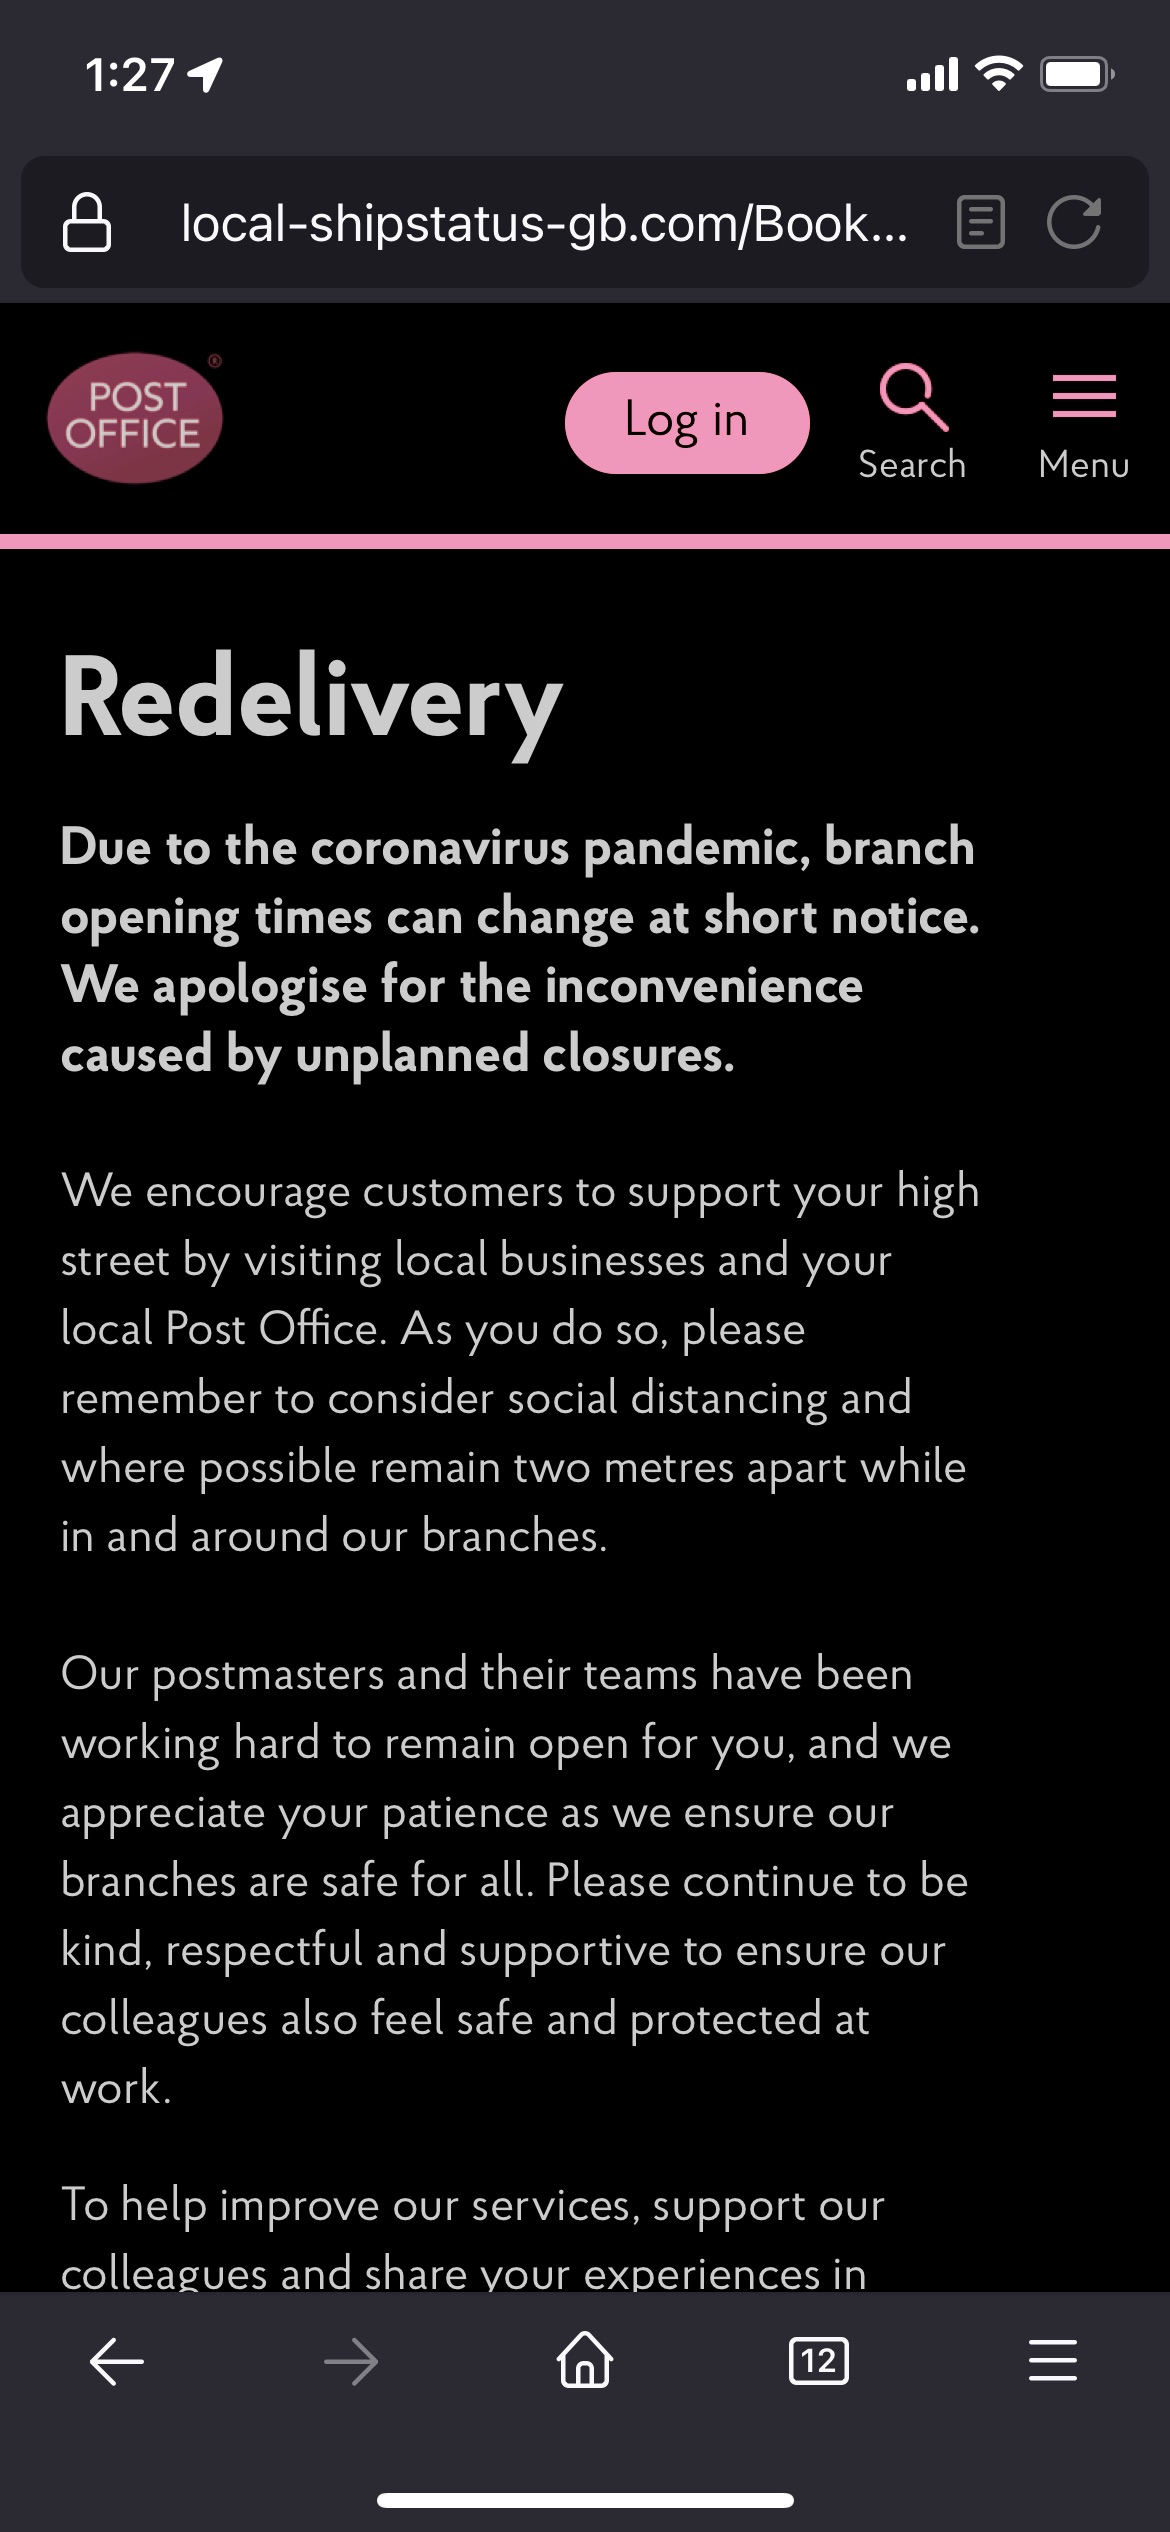 1:27
local-shipstatus-gb.com/Book...
POST
OFFICE
®
Log in
Search
Menu
Redelivery
Due to the coronavirus pandemic, branch
opening times can change at short notice.
We apologise for the inconvenience
caused by unplanned closures.
We encourage customers to support your high
street by visiting local businesses and your
local Post Office. As you do so, please
remember to consider social distancing and
where possible remain two metres apart while
in and around our branches.
Our postmasters and their teams have been
working hard to remain open for you, and we
appreciate your patience as we ensure our
branches are safe for all. Please continue to be
kind, respectful and supportive to ensure our
colleagues also feel safe and protected at
work.
To help improve our services, support our
colleagues and share your experiences in
12